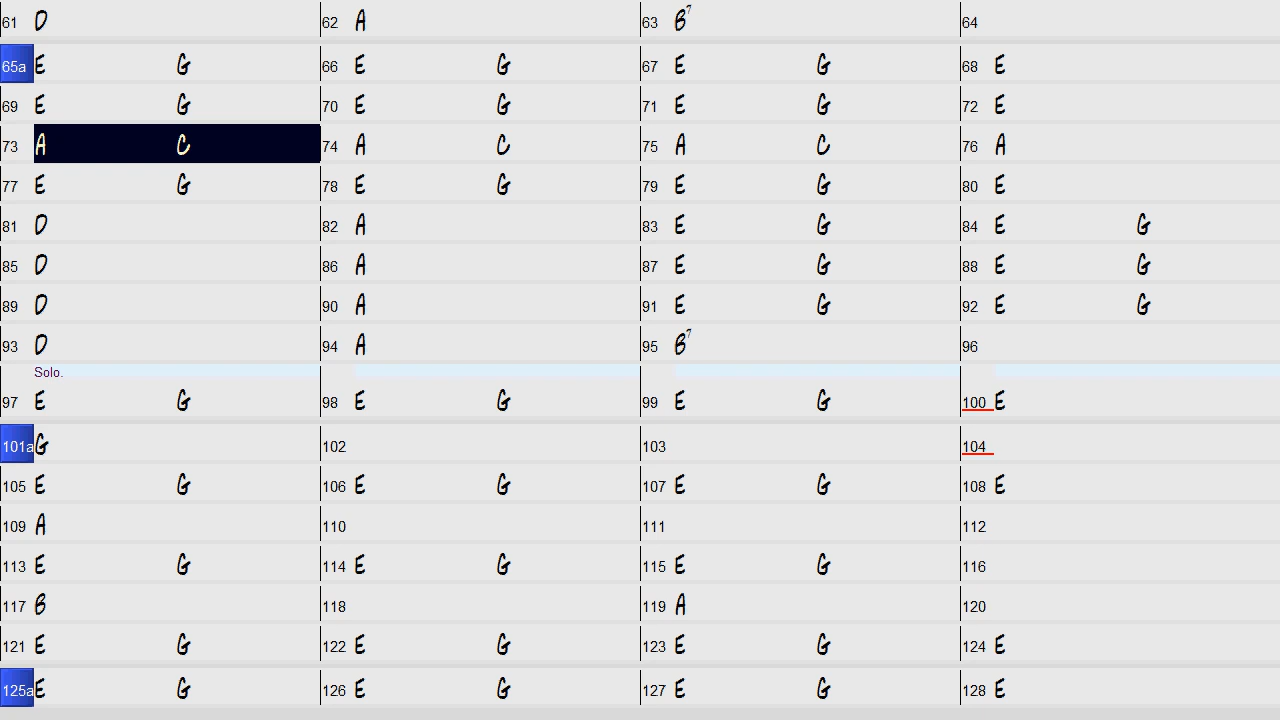 61 D 62 A 63 B7 64
65a E G 66 E G 67 E G 68 E
69 E G 70 E G 71 E G 72 E
73 A C 74 A C 75 A C 76 A
77 E G 78 E G 79 E G 80 E
81 D 82 A 83 E G 84 E G
85 D 86 A 87 E G 88 E G
89 D 90 A 91 E G 92 E G
93 D 94 A 95 B7 96
Solo.
97 E G 98 E G 99 E G 100 E
101a G 102 103 104
105 E G 106 E G 107 E G 108 E
109 A 110 111 112
113 E G 114 E G 115 E G 116
117 B 118 119 A 120
121 E G 122 E G 123 E G 124 E
125a E G 126 E G 127 E G 128 E